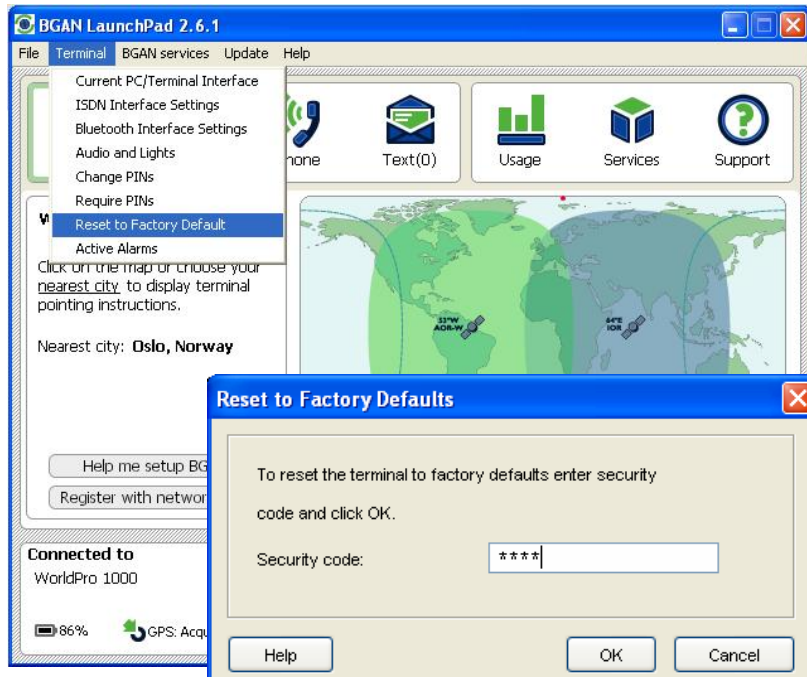 BGAN LaunchPad 2.6.1
File Terminal BGAN services Update Help
Current PC/Terminal Interface
ISDN Interface Settings
Bluetooth Interface Settings
Audio and Lights
Change PINs
Require PINs
Reset to Factory Default
Active Alarms
Text(0)
Usage
Services
Support
Click on the map or choose your
nearest city to display terminal
pointing instructions.
Nearest city: Oslo, Norway
53°W
AOR-W
64°E
IOR
Help me setup
Register with
Connected to
WorldPro 1000
86% GPS:
Reset to Factory Defaults
To reset the terminal to factory defaults enter security
code and click OK.
Security code: ****
Help OK Cancel